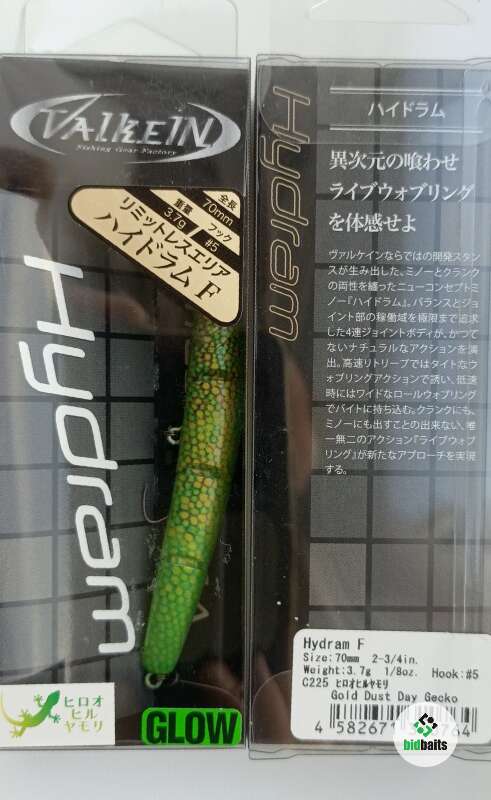 VALKEIN
Fishing Gear Factory
全長
70mm
フック
#5
重量
3.7g
リミットレスエリア
ハイドラム F
Hydram
ヒロオ
ヒル
ヤモリ
GLOW
Hydram
ハイドラム
異次元の喰わせ
ライブウォブリング
を体感せよ
ヴァルケインならではの開発スタン
スが生み出した、ミノーとクランク
の両性を纏ったニューコンセプトミ
ノー『ハイドラム』。バランスとジョ
イント部の稼働域を極限まで追求
した4連ジョイントボディが、かつて
ないナチュラルなアクションを演
出。高速リトリーブではタイトなウ
ォブリングアクションで誘い、低速
時にはワイドなロールウォブリング
でバイトに持ち込む。クランクにも、
ミノーにも出すことの出来ない、唯
一無二のアクション『ライブウォブ
リング』が新たなアプローチを実現
する。
Hydram F
Size:70mm 2-3/4in.
Weight:3.7g 1/8oz. Hook:#5
C225 ヒロオヒルヤモリ
Gold Dust Day Gecko
bidbaits